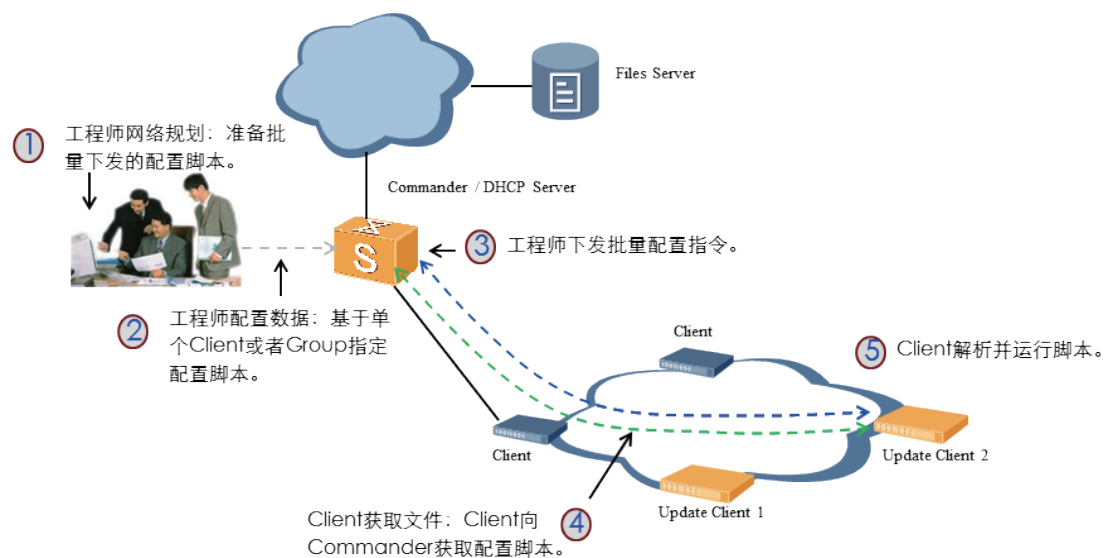 Files Server
1
工程师网络规划：准备批
量下发的配置脚本。
Commander / DHCP Server
S
3
工程师下发批量配置指令。
2
工程师配置数据：基于单
个Client或者Group指定
配置脚本。
Client
5
Client解析并运行脚本。
Client
Update Client 2
Update Client 1
4
Client获取文件：Client向
Commander获取配置脚本。